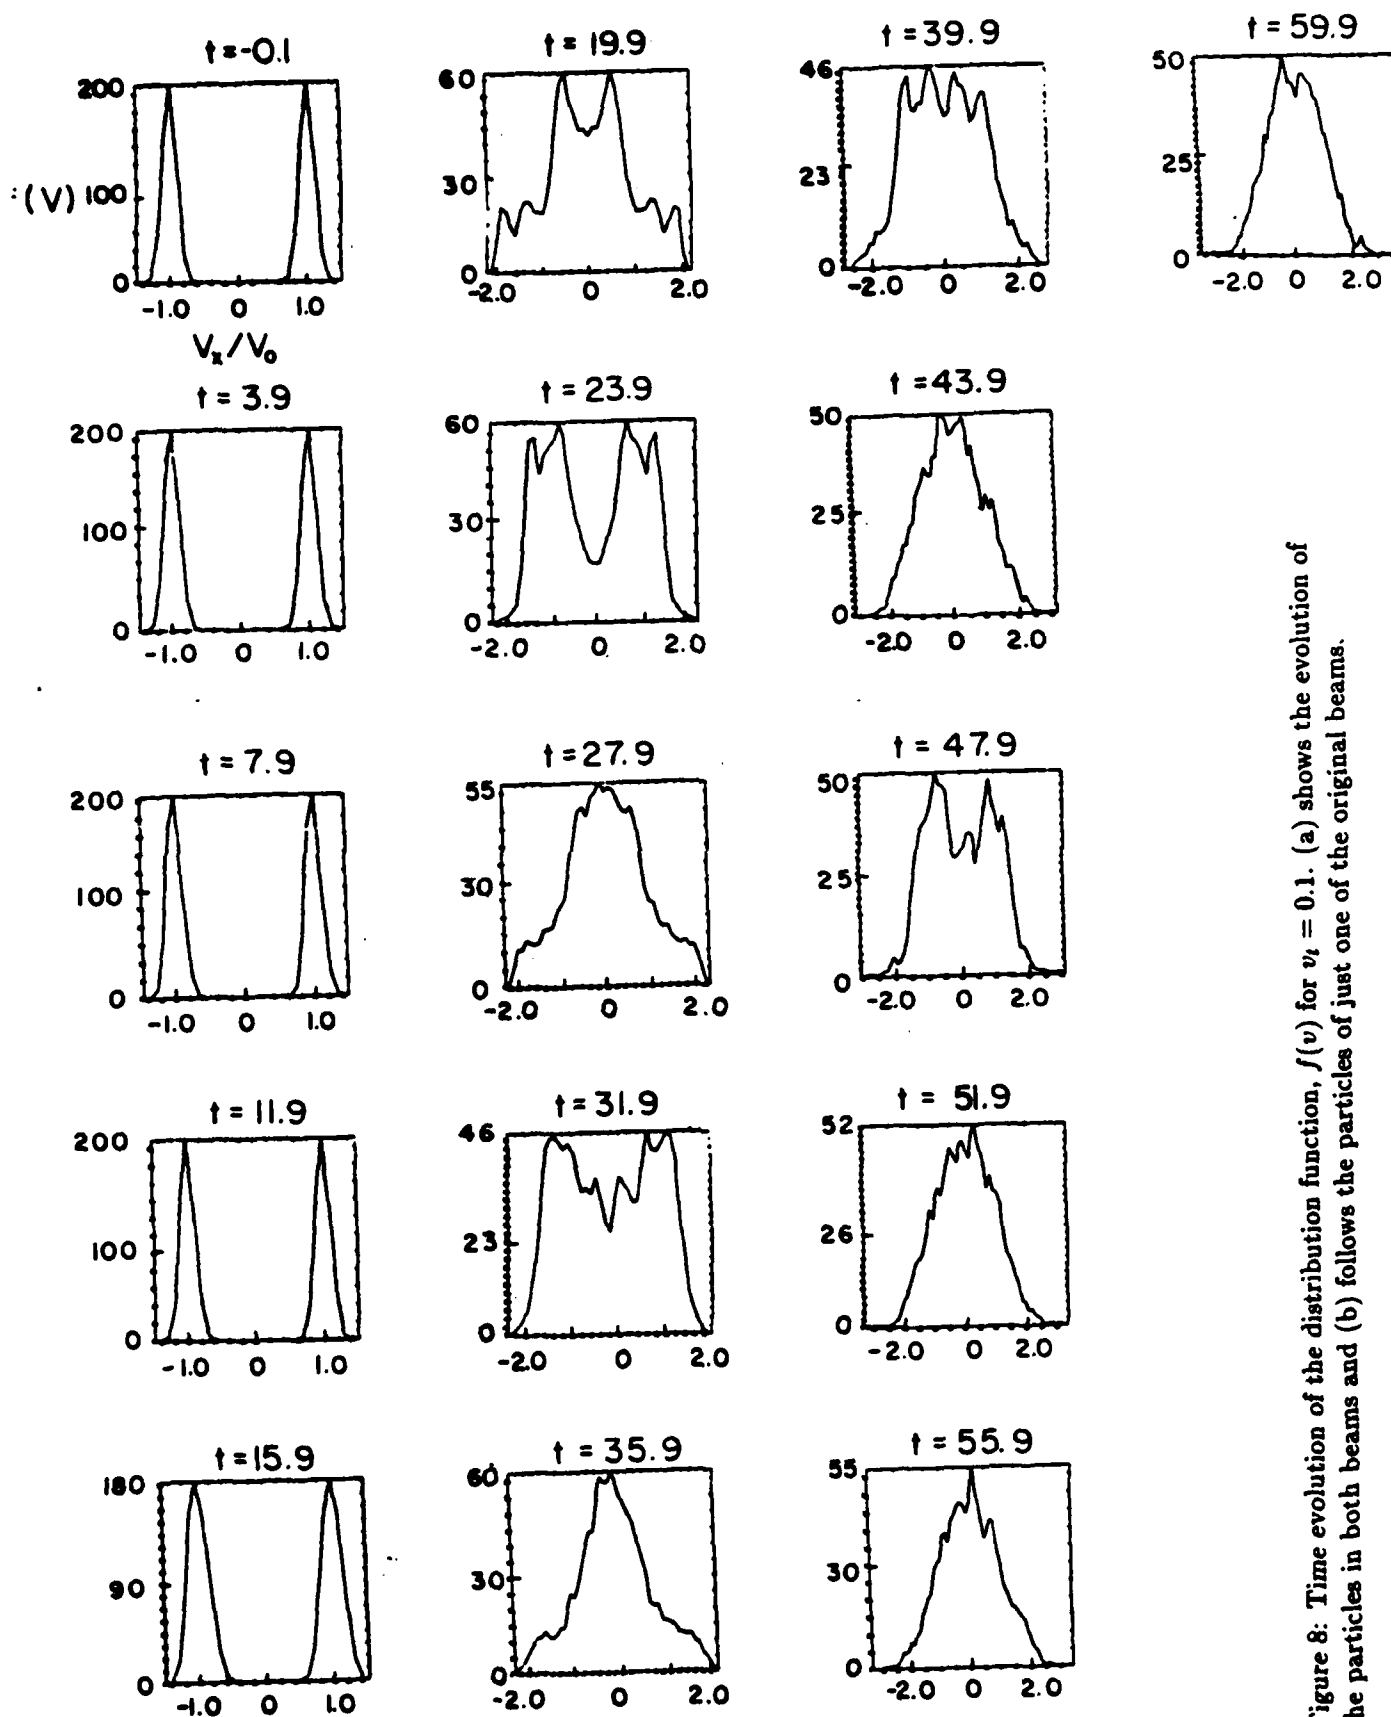 t = -0.1
200
:(V) 100
0
-1.0 0 1.0
Vx/Vo
t = 3.9
200
100
0
-1.0 0 1.0
t = 7.9
200
100
0
-1.0 0 1.0
t = 11.9
200
100
0
-1.0 0 1.0
t = 15.9
180
90
0
-1.0 0 1.0
t = 19.9
60
30
0
-2.0 0 2.0
t = 23.9
60
30
0
-2.0 0 2.0
t = 27.9
55
30
0
-2.0 0 2.0
t = 31.9
46
23
0
-2.0 0 2.0
t = 35.9
60
30
0
-2.0 0 2.0
t = 39.9
46
23
0
-2.0 0 2.0
t = 43.9
50
25
0
-2.0 0 2.0
t = 47.9
50
25
0
-2.0 0 2.0
t = 51.9
52
26
0
-2.0 0 2.0
t = 55.9
55
30
0
-2.0 0 2.0
t = 59.9
50
25
0
-2.0 0 2.0
igure 8: Time evolution of the distribution function, f(v) for vt = 0.1. (a) shows the evolution of
he particles in both beams and (b) follows the particles of just one of the original beams.